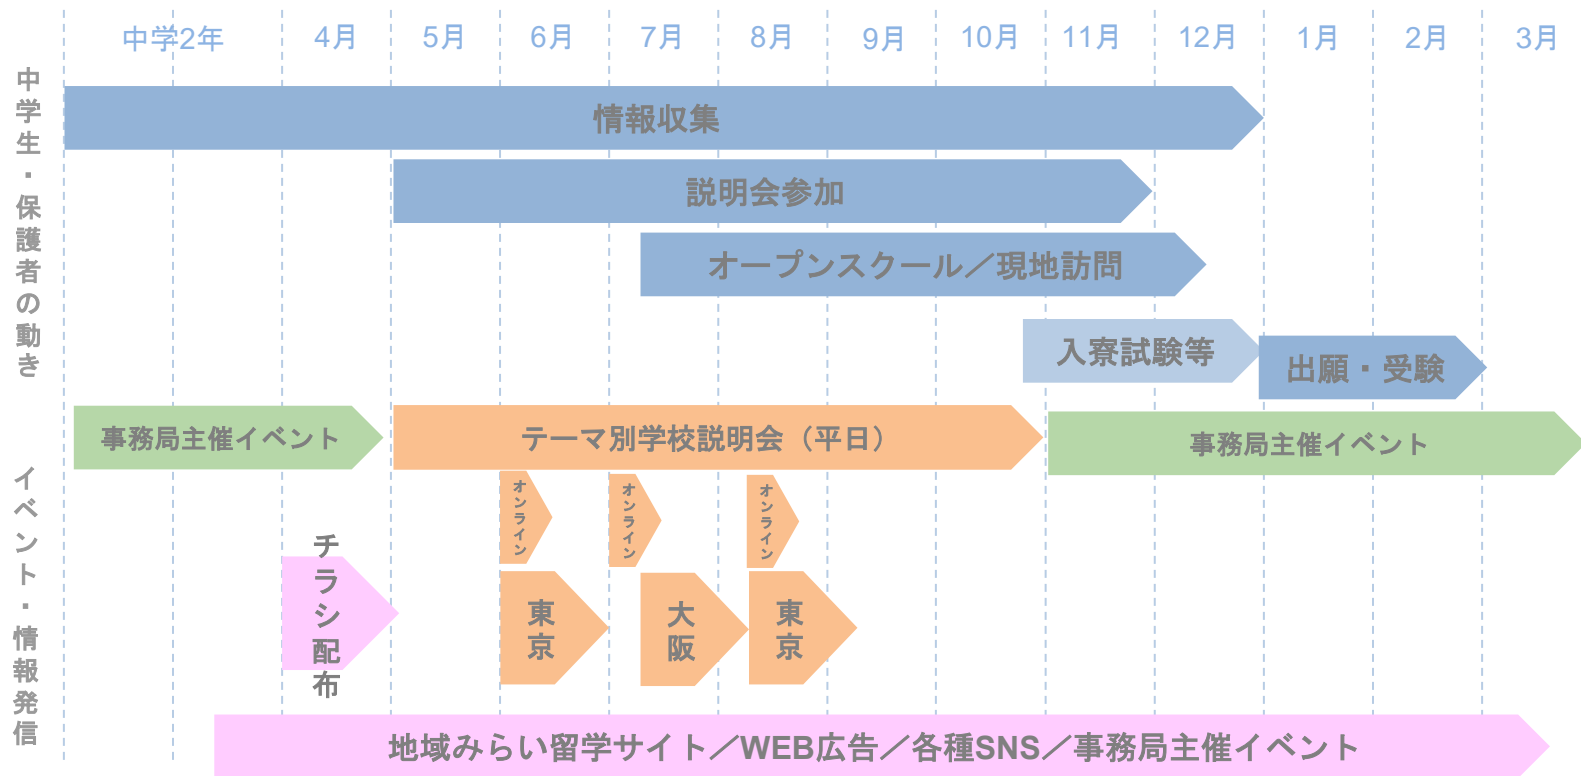 中学2年 4月 5月 6月 7月 8月 9月 10月 11月 12月 1月 2月 3月
中学生・保護者の動き
情報収集
説明会参加
オープンスクール／現地訪問
入寮試験等
出願・受験
イベント・情報発信
事務局主催イベント
テーマ別学校説明会（平日）
事務局主催イベント
オンライン
オンライン
オンライン
チラシ配布
東京
大阪
東京
地域みらい留学サイト／WEB広告／各種SNS／事務局主催イベント